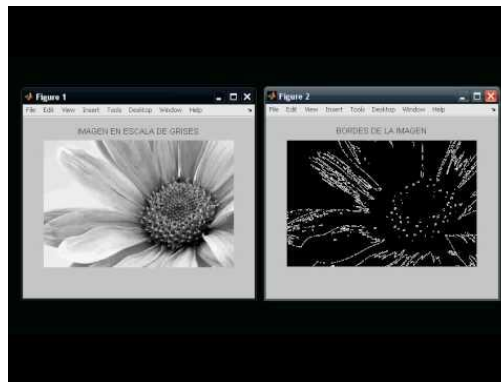 Figure 1
File Edit View Insert Tools Desktop Window Help
IMAGEN EN ESCALA DE GRISES
Figure 2
File Edit View Insert Tools Desktop Window Help
BORDES DE LA IMAGEN